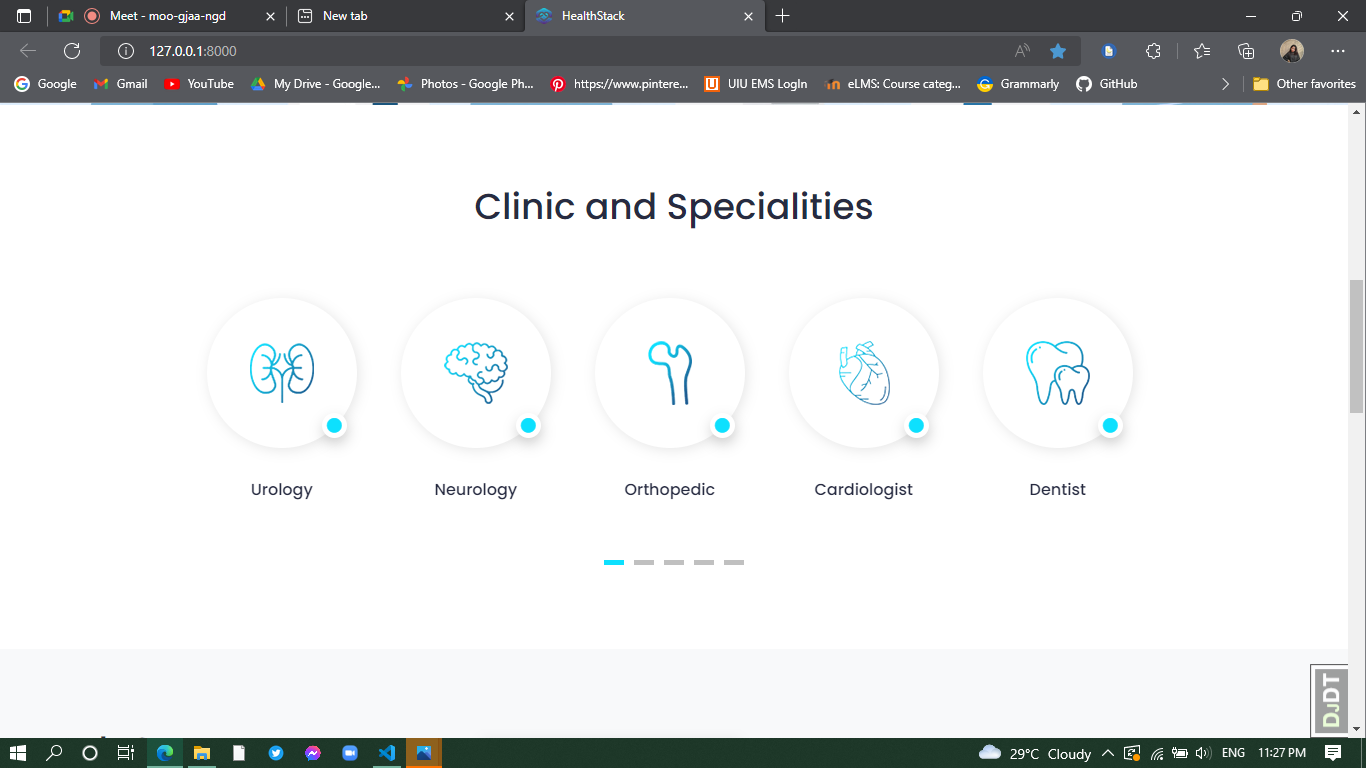 Meet - moo-gjaa-ngd
New tab
HealthStack
127.0.0.1:8000
Google
Gmail
YouTube
My Drive - Google...
Photos - Google Ph...
https://www.pintere...
UIU EMS LogIn
eLMS: Course categ...
Grammarly
GitHub
Other favorites
Clinic and Specialities
Urology
Neurology
Orthopedic
Cardiologist
Dentist
DjDT
29°C Cloudy
ENG
11:27 PM